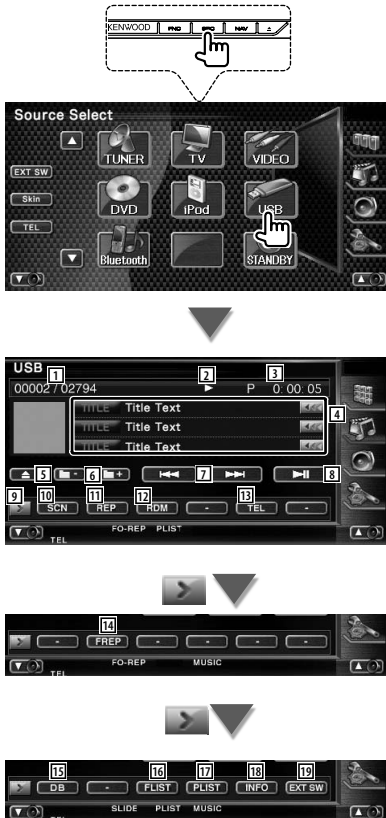 KENWOOD FNC SRC NAV
Source Select
TUNER TV VIDEO
EXT SW
Skin
DVD iPod USB
TEL
Bluetooth STANDBY
USB
1 2 3
00002 / 02794 P 0: 00: 05
TITLE Title Text
4
TITLE Title Text
TITLE Title Text
5 - 6 + 7 8
9 10 11 12 13
SCN REP RDM - TEL -
FO-REP PLIST
TEL
14
- FREP - - - -
FO-REP MUSIC
TEL
15 16 17 18 19
DB - FLIST PLIST INFO EXT SW
SLIDE PLIST MUSIC
TEL